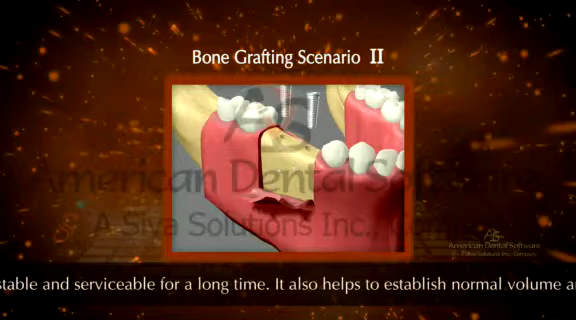 Bone Grafting Scenario II
American Dental Software
A Siva Solutions Inc., Company
American Dental Software
A Siva Solutions Inc., Company
stable and serviceable for a long time. It also helps to establish normal volume